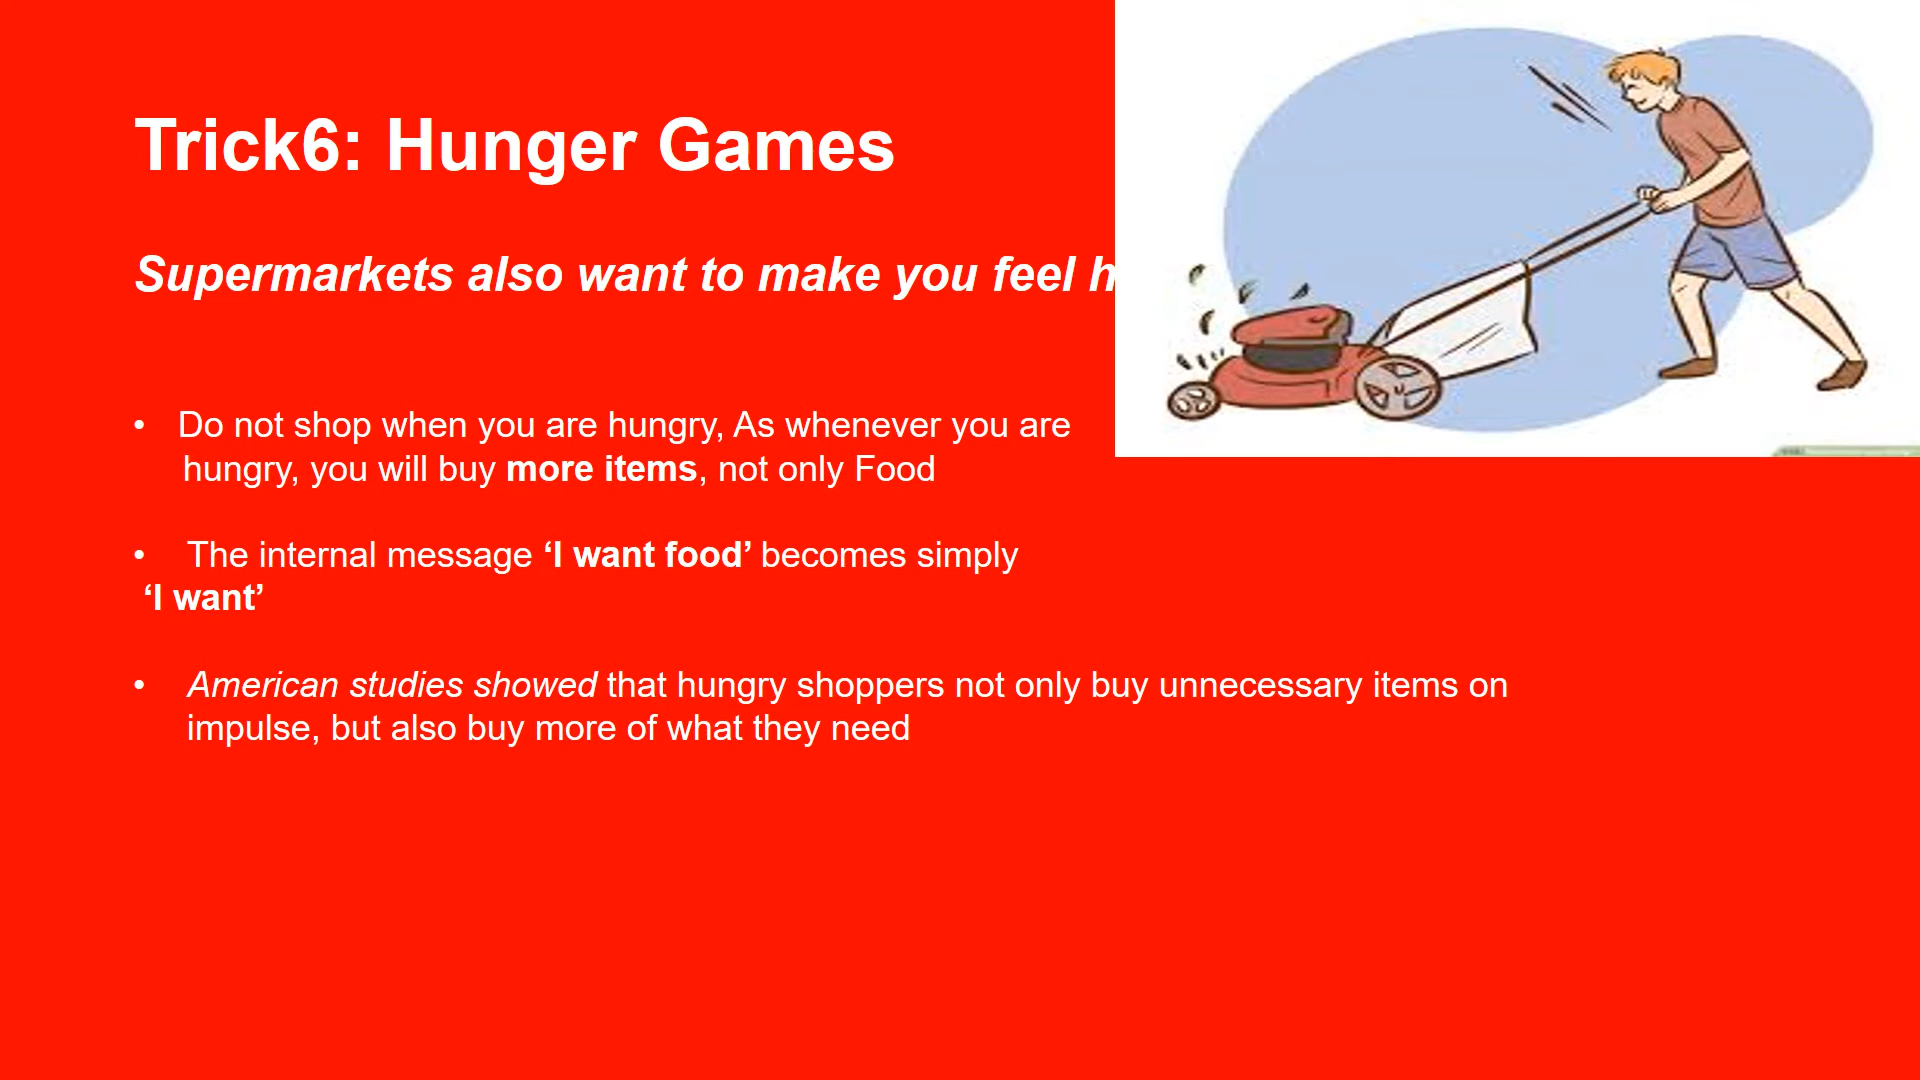 Trick6: Hunger Games
Supermarkets also want to make you feel h
• Do not shop when you are hungry, As whenever you are
hungry, you will buy more items, not only Food
• The internal message ‘I want food’ becomes simply
‘I want’
• American studies showed that hungry shoppers not only buy unnecessary items on
impulse, but also buy more of what they need